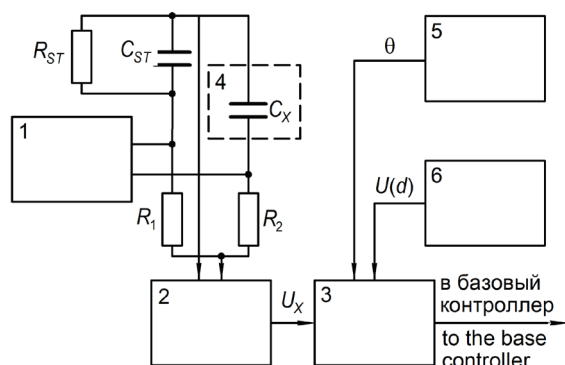 R_ST
C_ST
4
C_X
θ
5
1
U(d)
6
R_1
R_2
2
U_X
3
в базовый
контроллер
to the base
controller